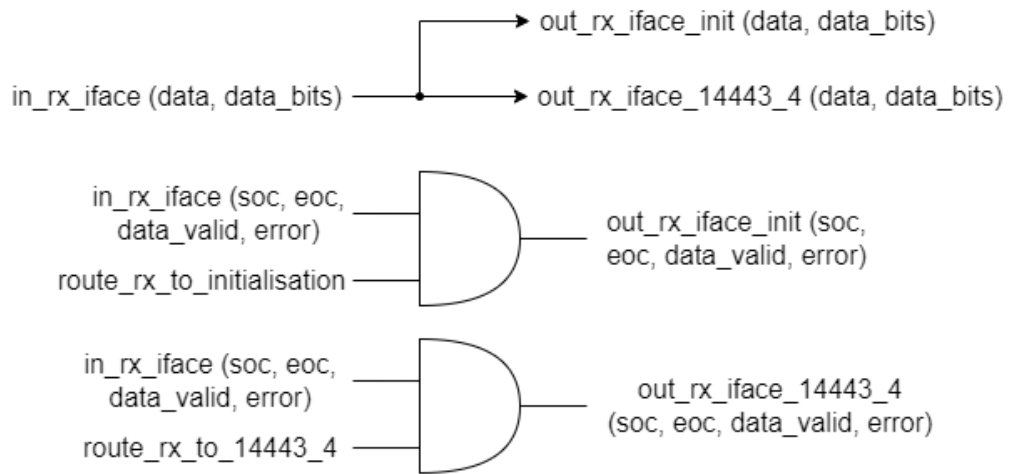 out_rx_iface_init (data, data_bits)
in_rx_iface (data, data_bits)
out_rx_iface_14443_4 (data, data_bits)
in_rx_iface (soc, eoc,
data_valid, error)
route_rx_to_initialisation
out_rx_iface_init (soc,
eoc, data_valid, error)
in_rx_iface (soc, eoc,
data_valid, error)
route_rx_to_14443_4
out_rx_iface_14443_4
(soc, eoc, data_valid, error)